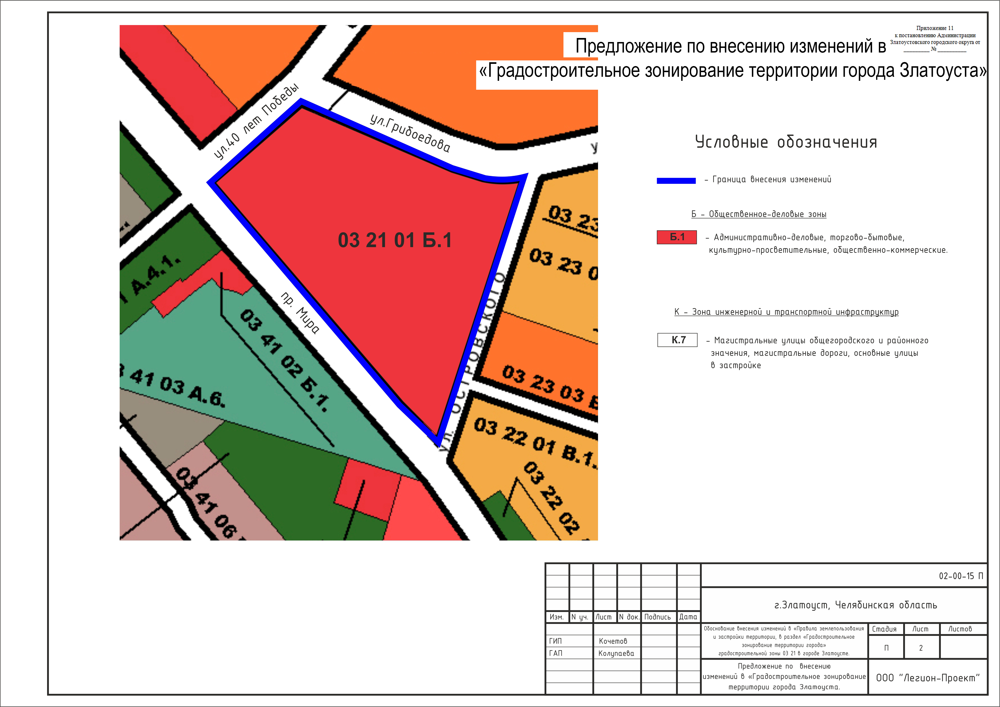 Приложение 11
к постановлению Администрации
Златоустовского городского округа от
_________ № __________
Предложение по внесению изменений в
«Градостроительное зонирование территории города Златоуста»
ул.40 лет Победы
ул.Грибоедова
у
03 21 01 Б.1
пр. Мира
ул. ОСТРОВСКОГО
03 23
03 23 0
03 23 03 В
03 22 01 В.1.
03 22 02
1 А.4.1.
03 41 02 Б.1.
3 41 03 А.6.
03 41 06
Условные обозначения
- Граница внесения изменений
Б - Общественное-деловые зоны
Б.1 - Административно-деловые, торгово-бытовые,
культурно-просветительные, общественно-коммерческие.
К - Зона инженерной и транспортной инфраструктур
К.7 - Магистральные улицы общегородского и районного
значения, магистральные дороги, основные улицы
в застройке
02-00-15 П
г.Златоуст, Челябинская область
Изм. N уч. Лист N док. Подпись Дата
ГИП Кочетов
ГАП Колупаева
Обоснование внесения изменений в «Правила землепользования
и застройки территории, в раздел «Градостроительное
зонирование территории города»
градостроительной зоны 03 21 в городе Златоусте.
Стадия Лист Листов
П 2
Предложение по внесению
изменений в «Градостроительное зонирование
территории города Златоуста.
ООО "Легион-Проект"